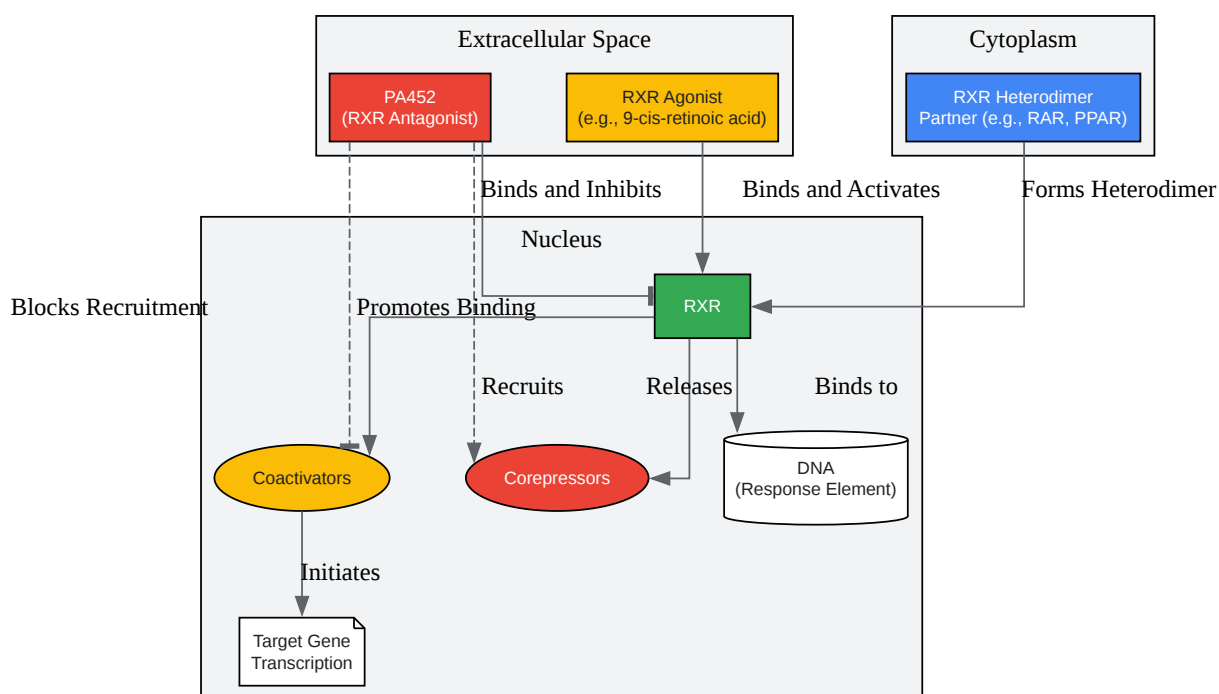 Extracellular Space
Cytoplasm
PA452
(RXR Antagonist)
RXR Agonist
(e.g., 9-cis-retinoic acid)
RXR Heterodimer
Partner (e.g., RAR, PPAR)
Binds and Inhibits
Binds and Activates
Forms Heterodimer
Nucleus
Blocks Recruitment
Promotes Binding
RXR
Recruits
Releases
Binds to
Coactivators
Corepressors
DNA
(Response Element)
Initiates
Target Gene
Transcription